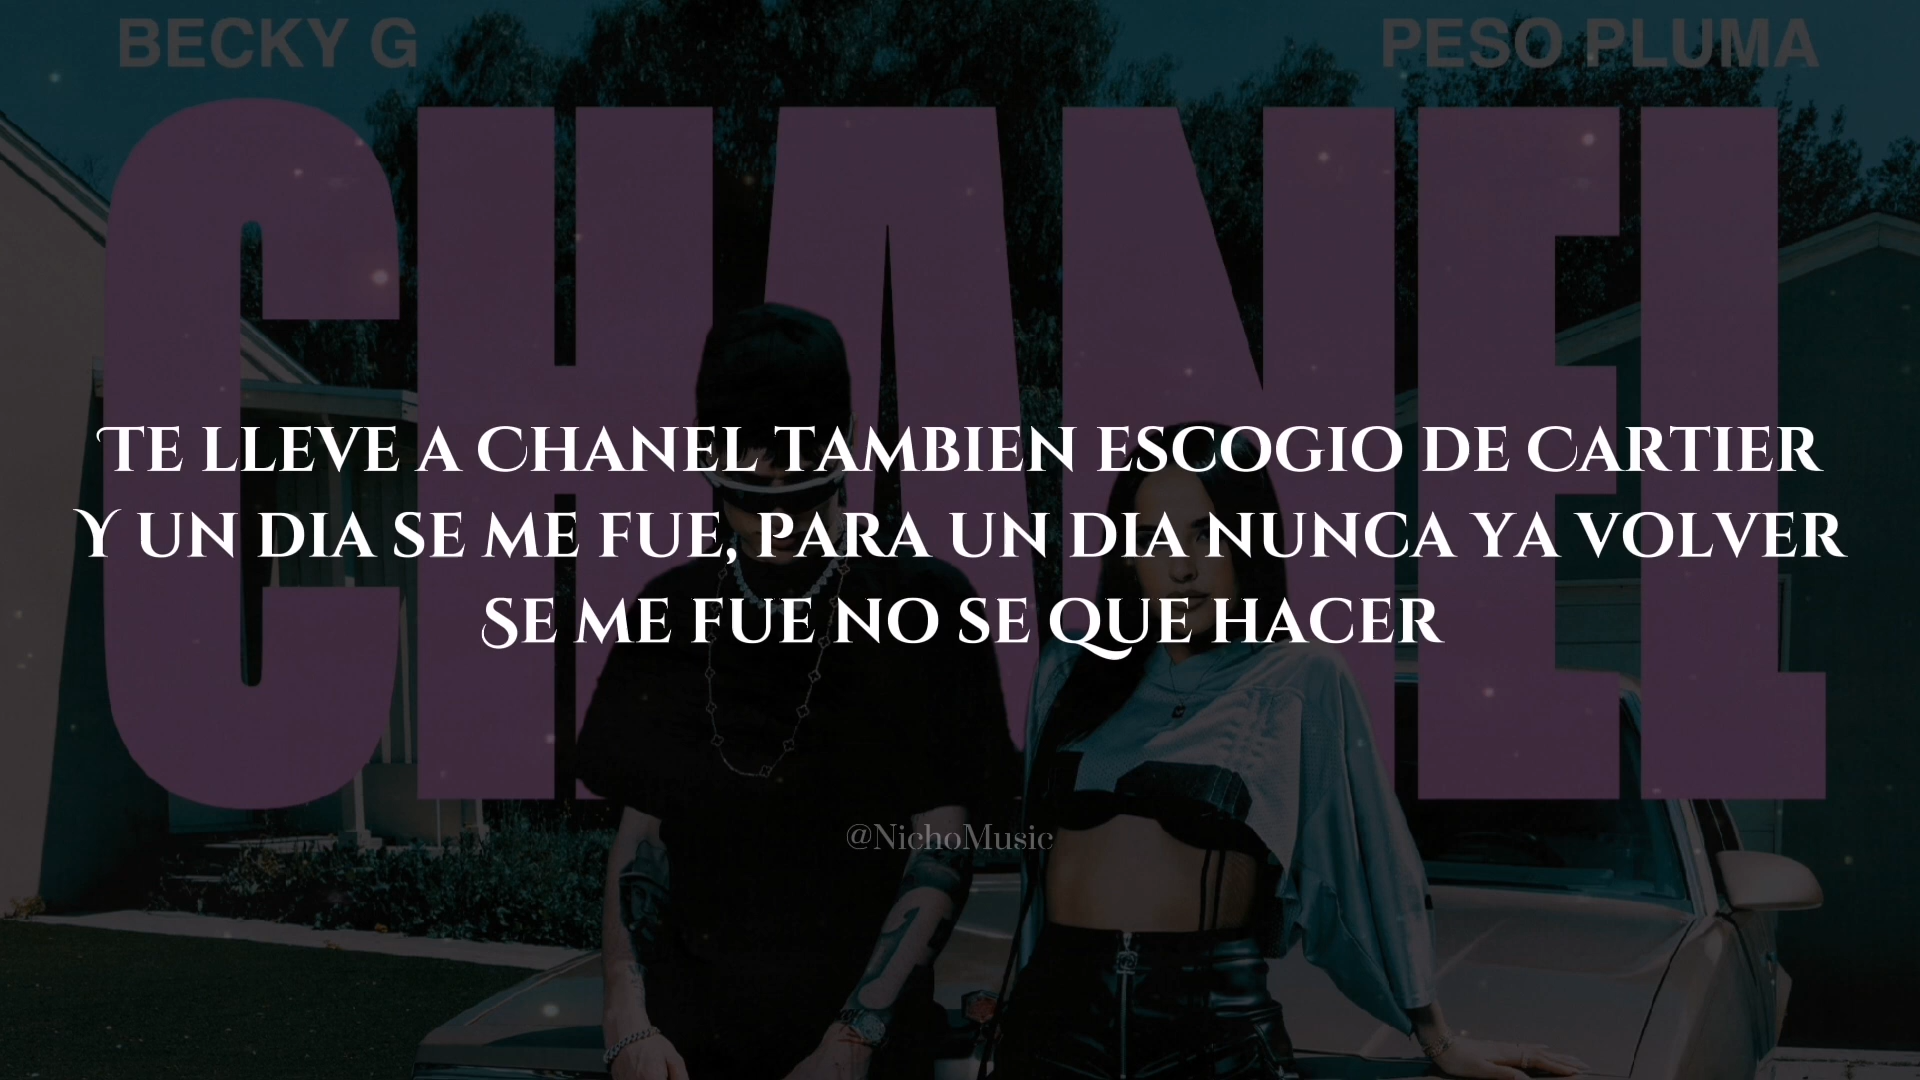 BECKY G
PESO PLUMA
CHANEL
Te lleve a Chanel tambien escogio de Cartier
Y un dia se me fue, para un dia nunca ya volver
Se me fue no se que hacer
@NichoMusic